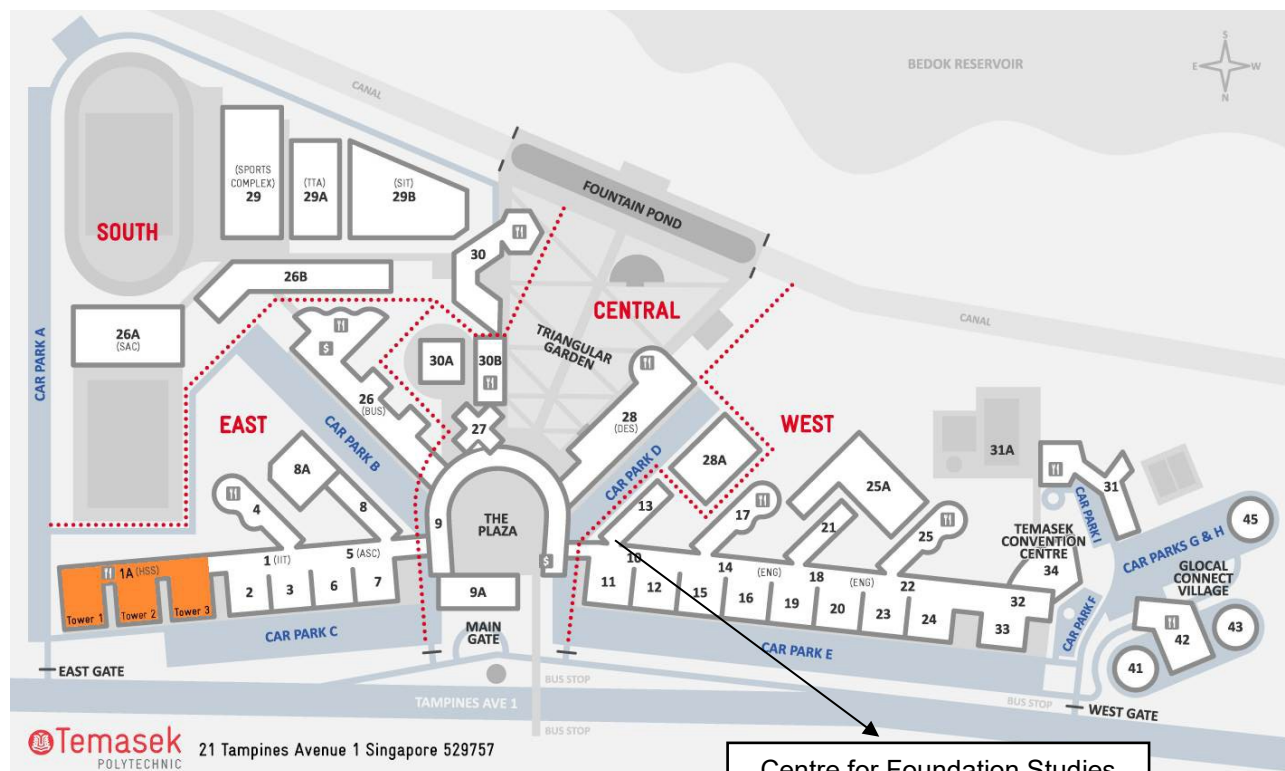 BEDOK RESERVOIR
S
E
W
N
CANAL
(SPORTS
COMPLEX)
29
(TTA)
29A
(SIT)
29B
FOUNTAIN POND
SOUTH
30
26B
CENTRAL
CANAL
TRIANGULAR
GARDEN
26A
(SAC)
CAR PARK A
$
30A
30B
26
(BUS)
28
(DES)
27
EAST
WEST
CAR PARK B
CAR PARK D
8A
28A
31A
31
25A
4
8
13
17
21
25
CAR PARK I
9
THE
PLAZA
$
TEMASEK
CONVENTION
CENTRE
34
CAR PARKS G & H
45
GLOCAL
CONNECT
VILLAGE
1 (IIT)
5 (ASC)
10
14
(ENG)
18
(ENG)
22
32
1A (HSS)
Tower 1
Tower 2
Tower 3
2
3
6
7
9A
11
12
15
16
19
20
23
24
33
CAR PARK F
42
43
41
CAR PARK C
MAIN
GATE
CAR PARK E
EAST GATE
BUS STOP
BUS STOP
WEST GATE
TAMPINES AVE 1
BUS STOP
Temasek
POLYTECHNIC
21 Tampines Avenue 1 Singapore 529757
Centre for Foundation Studies